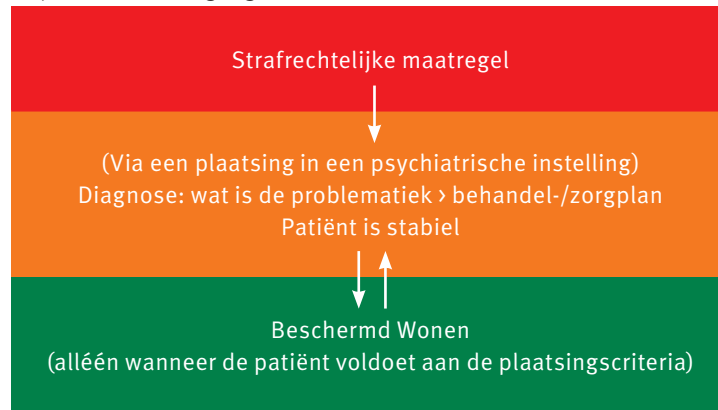 Strafrechtelijke maatregel
(Via een plaatsing in een psychiatrische instelling)
Diagnose: wat is de problematiek > behandel-/zorgplan
Patiënt is stabiel
Beschermd Wonen
(alléén wanneer de patiënt voldoet aan de plaatsingscriteria)